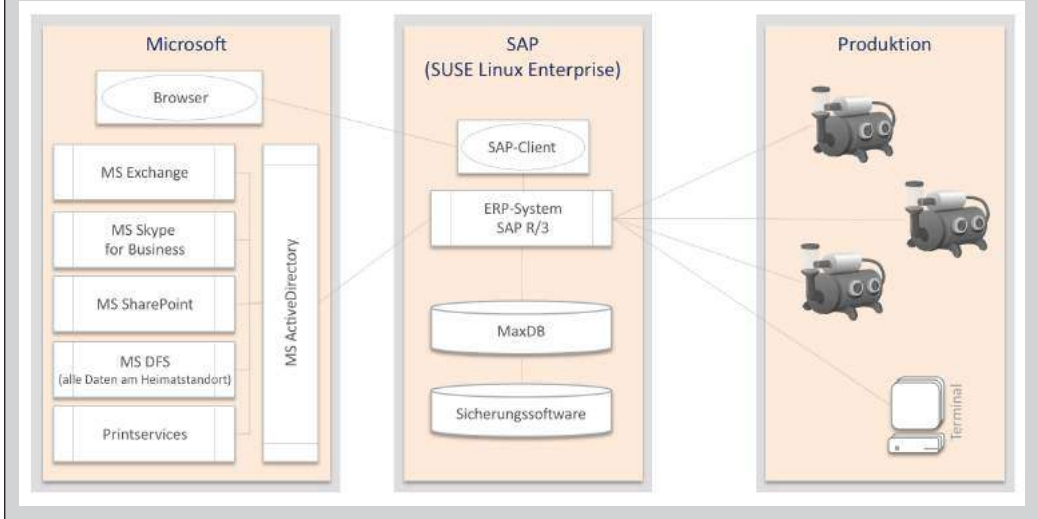 Microsoft
Browser
MS Exchange
MS Skype
for Business
MS SharePoint
MS DFS
(alle Daten am Heimatstandort)
Printservices
MS ActiveDirectory
SAP
(SUSE Linux Enterprise)
SAP-Client
ERP-System
SAP R/3
MaxDB
Sicherungssoftware
Produktion
Terminal